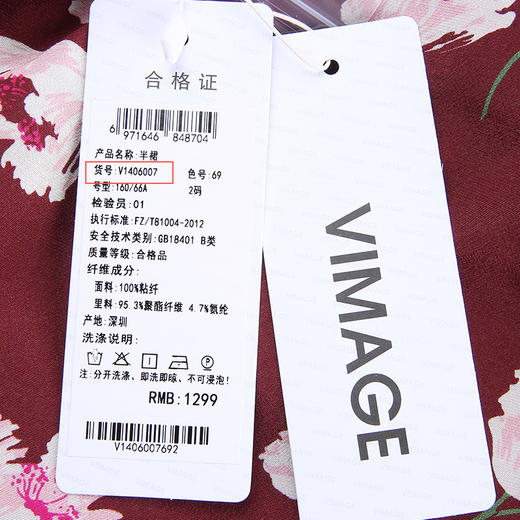 合格证
6 971646 848704
产品名称:半裙
货号:V1406007 色号:69
号型:160/66A 2码
检验员:01
执行标准:FZ/T81004-2012
安全技术类别:GB18401 B类
质量等级:合格品
纤维成分:
面料:100%粘纤
里料:95.3%聚酯纤维 4.7%氨纶
产地:深圳
洗涤说明:
注:分开洗涤、即洗即晾、不可浸泡!
RMB:1299
V1406007692
VIMAGE